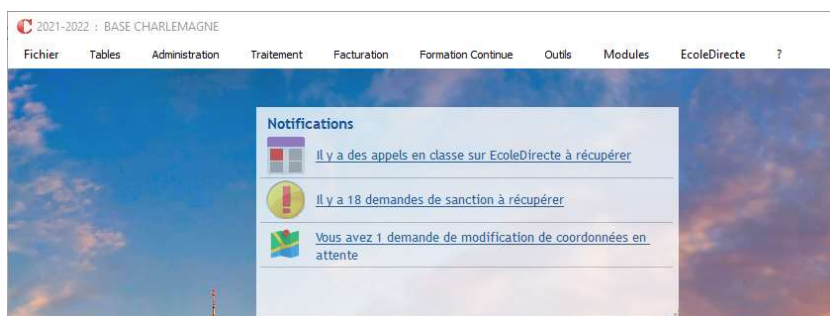 2021-2022 : BASE CHARLEMAGNE
Fichier Tables Administration Traitement Facturation Formation Continue Outils Modules EcoleDirecte ?
Notifications
Il y a des appels en classe sur EcoleDirecte à récupérer
Il y a 18 demandes de sanction à récupérer
Vous avez 1 demande de modification de coordonnées en
attente